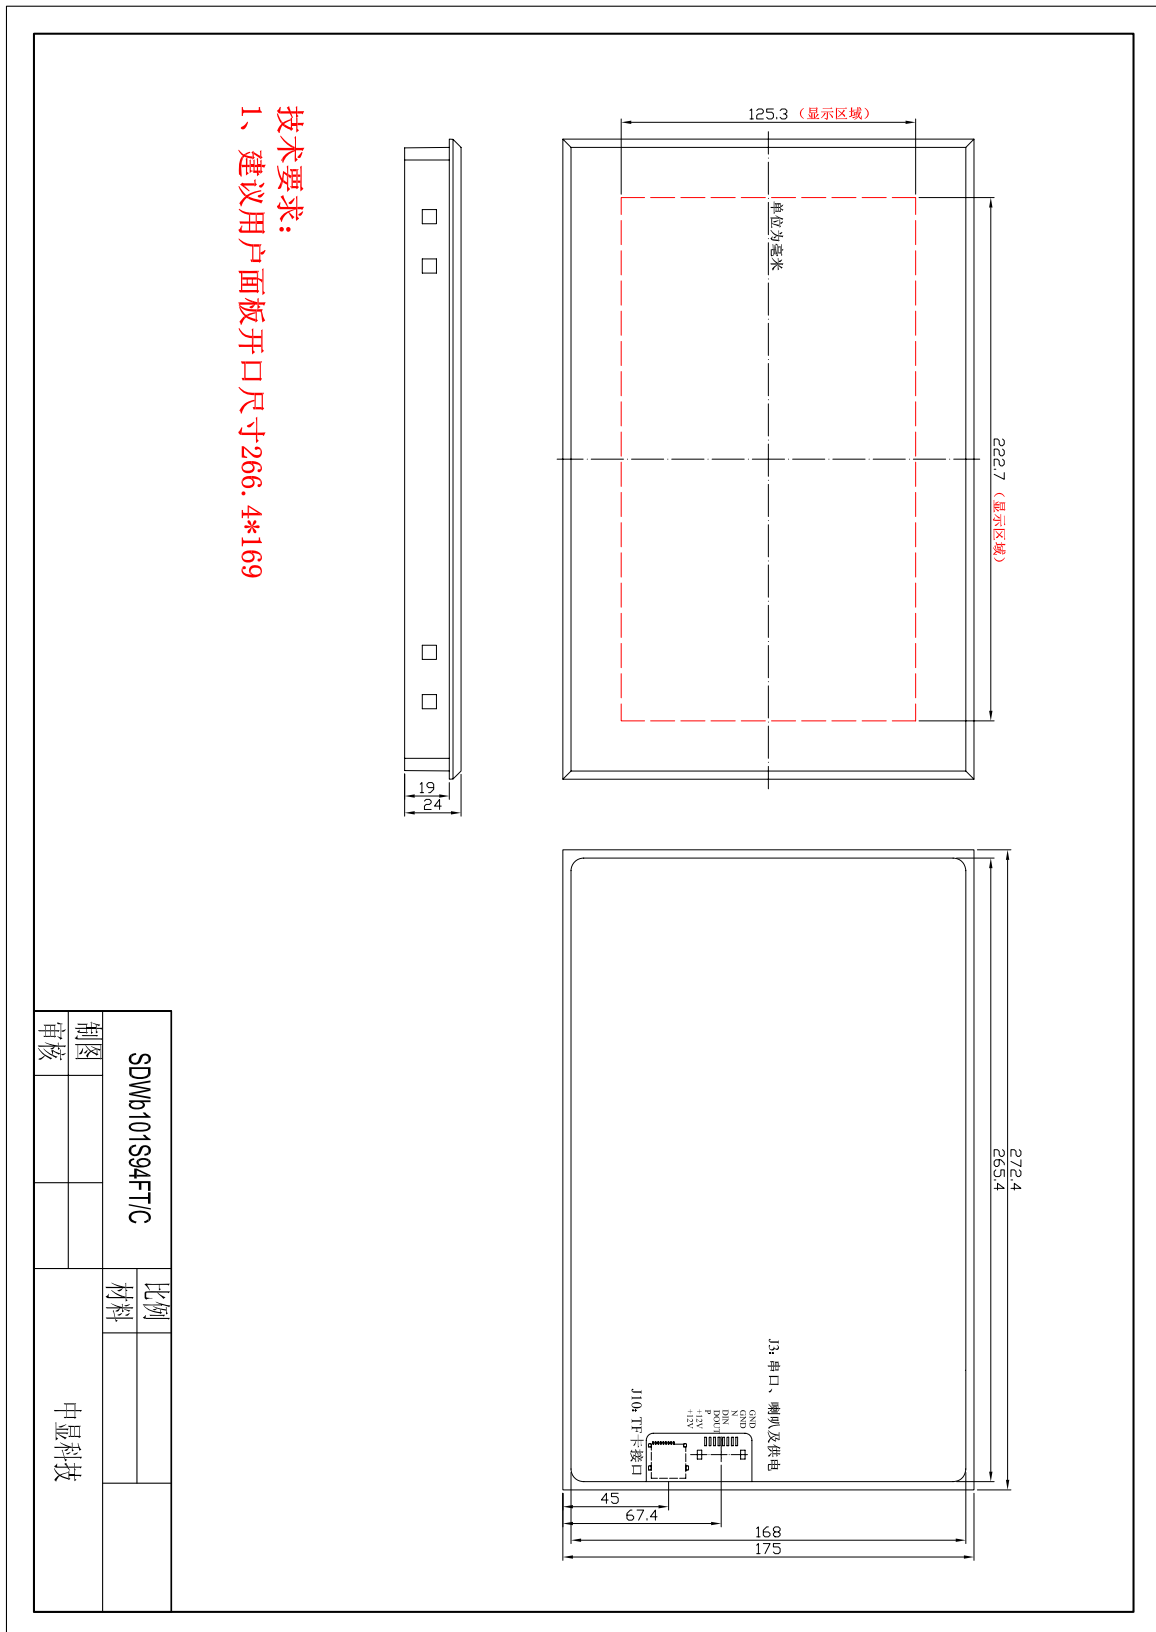 125.3（显示区域）
单位为毫米
222.7（显示区域）
19
24
272.4
265.4
J3：串口、喇叭及供电
GND
GND
N
DIN
DOUT
P
+12V
+12V
J10：TF卡接口
45
67.4
168
175
技术要求：
1、建议用户面板开口尺寸266.4*169
SDWb101S94FT/C
比例
材料
制图
审核
中显科技